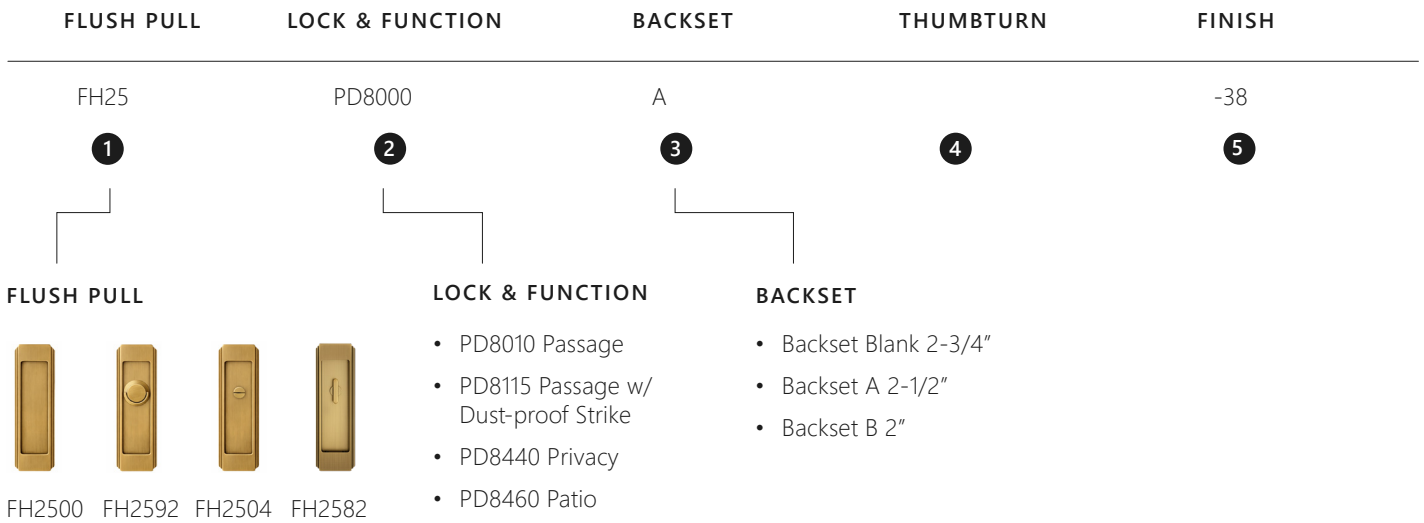 FLUSH PULL LOCK & FUNCTION BACKSET THUMBTURN FINISH
FH25 PD8000 A -38
1 2 3 4 5
FLUSH PULL
FH2500 FH2592 FH2504 FH2582
LOCK & FUNCTION
• PD8010 Passage
• PD8115 Passage w/
Dust-proof Strike
• PD8440 Privacy
• PD8460 Patio
BACKSET
• Backset Blank 2-3/4”
• Backset A 2-1/2”
• Backset B 2”